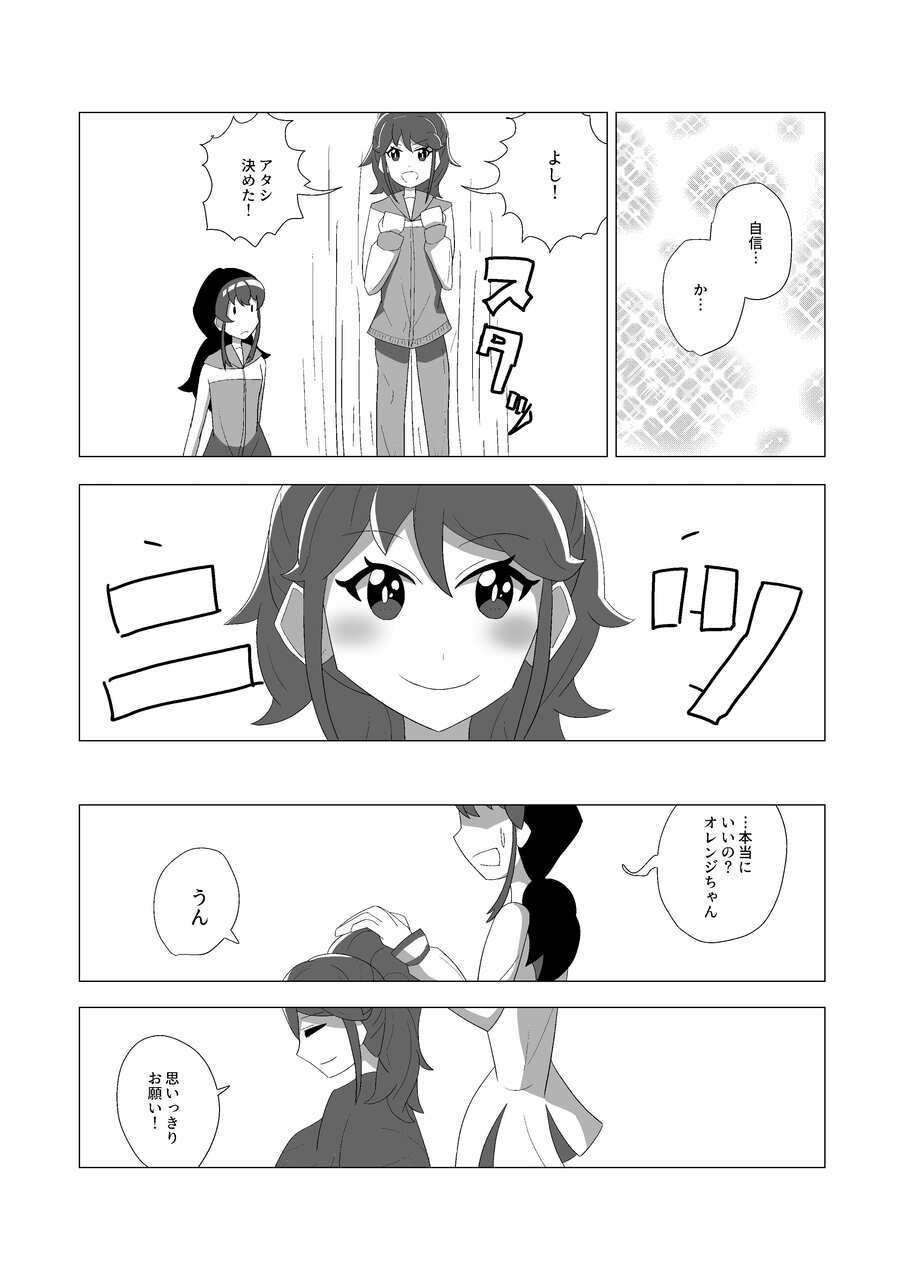 自信…
か…
よし！
スタッ
アタシ
決めた！
ニッ
…本当に
いいの？
オレンジちゃん
うん
思いっきり
お願い！